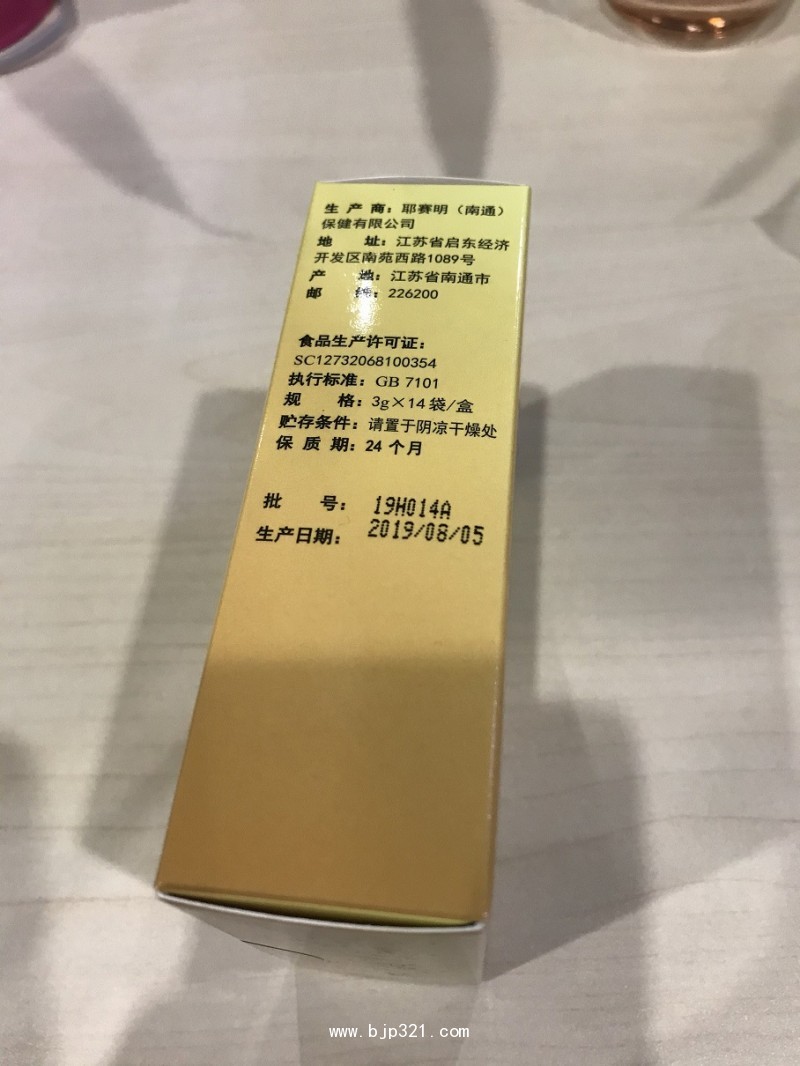 生 产 商：耶赛明（南通）
保健有限公司
地 址：江苏省启东经济
开发区南苑西路1089号
产 地：江苏省南通市
邮 编：226200
食品生产许可证：
SC12732068100354
执行标准：GB 7101
规 格：3g×14袋/盒
贮存条件：请置于阴凉干燥处
保 质 期：24个月
批 号：19H014A
生产日期：2019/08/05
www.bjp321.com